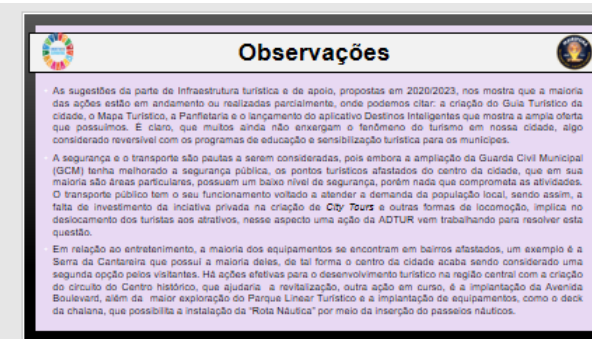 Observações
As sugestões da parte de Infraestrutura turística e de apoio, propostas em 2020/2023, nos mostra que a maioria
das ações estão em andamento ou realizadas parcialmente, onde podemos citar: a criação do Guia Turístico da
cidade, o Mapa Turístico, a Panfletaria e o lançamento do aplicativo Destinos Inteligentes que mostra a ampla oferta
que possuímos. É claro, que muitos ainda não enxergam o fenômeno do turismo em nossa cidade, algo
considerado reversível com os programas de educação e sensibilização turística para os munícipes.
A segurança e o transporte são pautas a serem consideradas, pois embora a ampliação da Guarda Civil Municipal
(GCM) tenha melhorado a segurança pública, os pontos turísticos afastados do centro da cidade, que em sua
maioria são áreas particulares, possuem um baixo nível de segurança, porém nada que comprometa as atividades.
O transporte público tem o seu funcionamento voltado a atender a demanda da população local, sendo assim, a
falta de investimento da inciativa privada na criação de City Tours e outras formas de locomoção, implica no
deslocamento dos turistas aos atrativos, nesse aspecto uma ação da ADTUR vem trabalhando para resolver esta
questão.
Em relação ao entretenimento, a maioria dos equipamentos se encontram em bairros afastados, um exemplo é a
Serra da Cantareira que possui a maioria deles, de tal forma o centro da cidade acaba sendo considerado uma
segunda opção pelos visitantes. Há ações efetivas para o desenvolvimento turístico na região central com a criação
do circuito do Centro histórico, que ajudaria a revitalização, outra ação em curso, é a implantação da Avenida
Boulevard, além da maior exploração do Parque Linear Turístico e a implantação de equipamentos, como o deck
da chalana, que possibilita a instalação da "Rota Náutica" por meio da inserção do passeios náuticos.